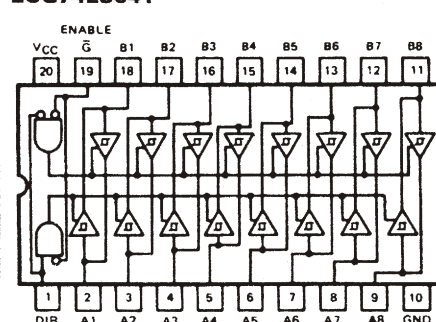 ENABLE
VCC G̅ B1 B2 B3 B4 B5 B6 B7 B8
20 19 18 17 16 15 14 13 12 11
1 2 3 4 5 6 7 8 9 10
DIR A1 A2 A3 A4 A5 A6 A7 A8 GND